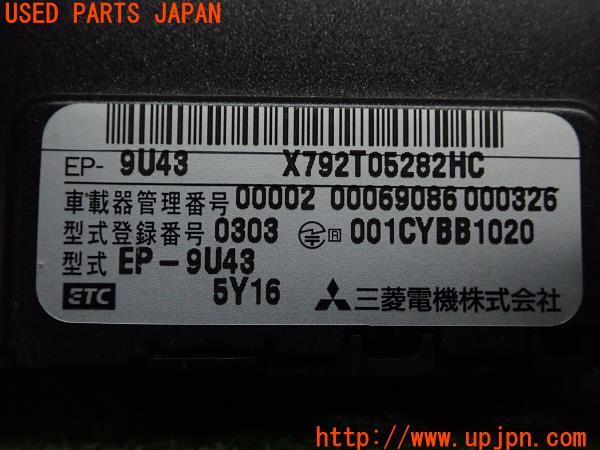 USED PARTS JAPAN
EP- 9U43 X792T05282HC
車載器管理番号 00002 00069086 000326
型式登録番号 0303 R 001CYBB1020
型式 EP-9U43
ETC 5Y16 三菱電機株式会社
http://www.upjpn.com/